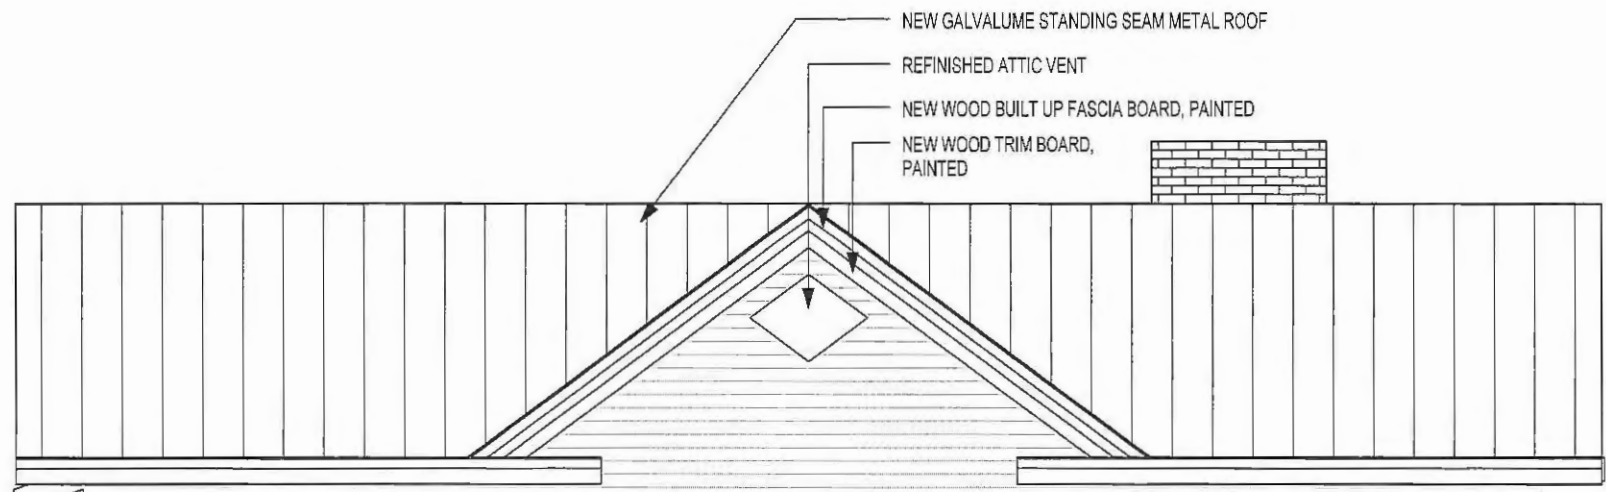 NEW GALVALUME STANDING SEAM METAL ROOF
REFINISHED ATTIC VENT
NEW WOOD BUILT UP FASCIA BOARD, PAINTED
NEW WOOD TRIM BOARD,
PAINTED